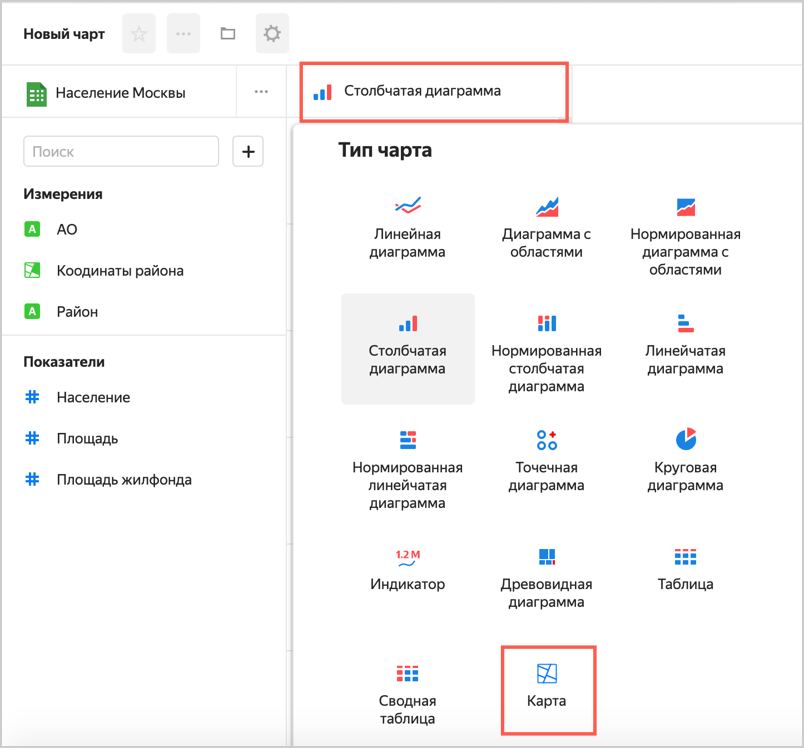 Новый чарт
Население Москвы
Столбчатая диаграмма
Поиск
Измерения
A АО
Коодинаты района
A Район
Показатели
Население
Площадь
Площадь жилфонда
Тип чарта
Линейная
диаграмма
Диаграмма с
областями
Нормированная
диаграмма с
областями
Столбчатая
диаграмма
Нормированная
столбчатая
диаграмма
Линейчатая
диаграмма
Нормированная
линейчатая
диаграмма
Точечная
диаграмма
Круговая
диаграмма
1.2 M
Индикатор
Древовидная
диаграмма
Таблица
Сводная
таблица
Карта